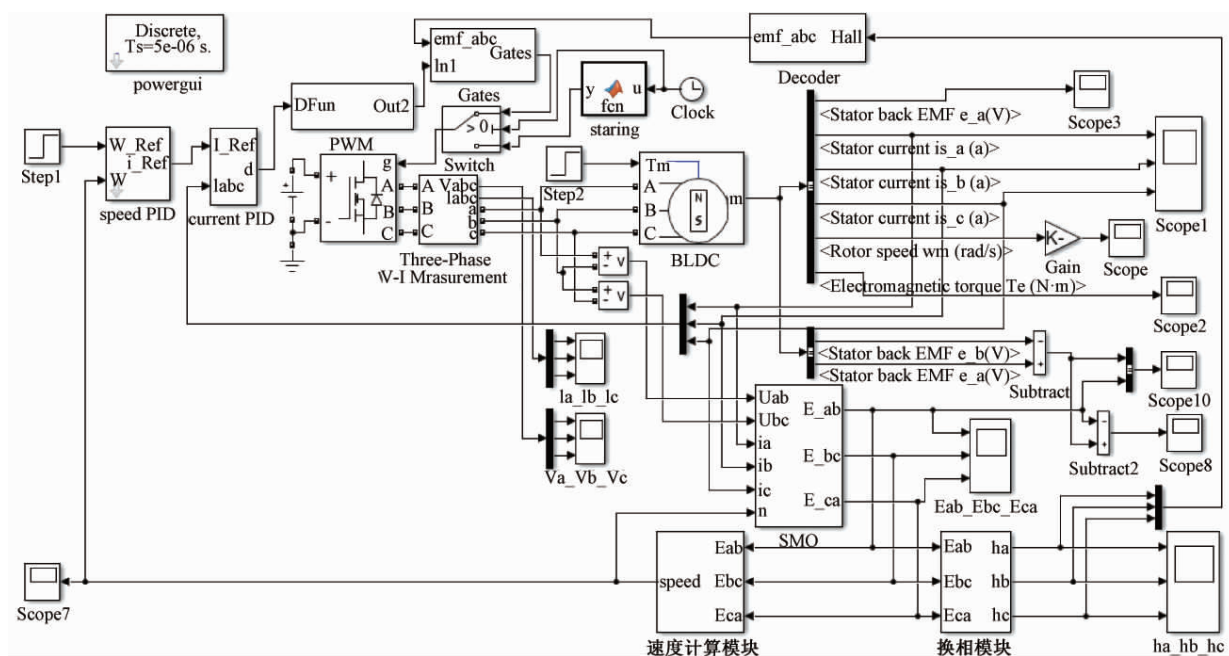 Discrete,
Ts=5e-06 s.
powergui
emf_abc
ln1
Gates
Gates
emf_abc
Hall
Decoder
y
u
fcn
staring
Clock
DFun
Out2
PWM
>0
Switch
Step1
W_Ref
i_Ref
W
speed PID
I_Ref
d
Iabc
current PID
+
-
g
A
B
C
A
B
C
Vabc
Iabc
a
b
c
Three-Phase
W-I Mrasurement
Step2
Tm
A
B
C
N
S
m
BLDC
+
-
v
+
-
v
<Stator back EMF e_a(V)>
<Stator current is_a (a)>
<Stator current is_b (a)>
<Stator current is_c (a)>
<Rotor speed wm (rad/s)>
<Electromagnetic torque Te (N·m)>
Scope3
Scope1
K-
Gain
Scope
Scope2
<Stator back EMF e_b(V)>
<Stator back EMF e_a(V)>
-
+
Subtract
Scope10
-
+
Subtract2
Scope8
Ia_Ib_Ic
Va_Vb_Vc
Uab
Ubc
ia
ib
ic
n
E_ab
E_bc
E_ca
SMO
Eab_Ebc_Eca
Scope7
speed
Eab
Ebc
Eca
速度计算模块
Eab
Ebc
Eca
ha
hb
hc
换相模块
ha_hb_hc